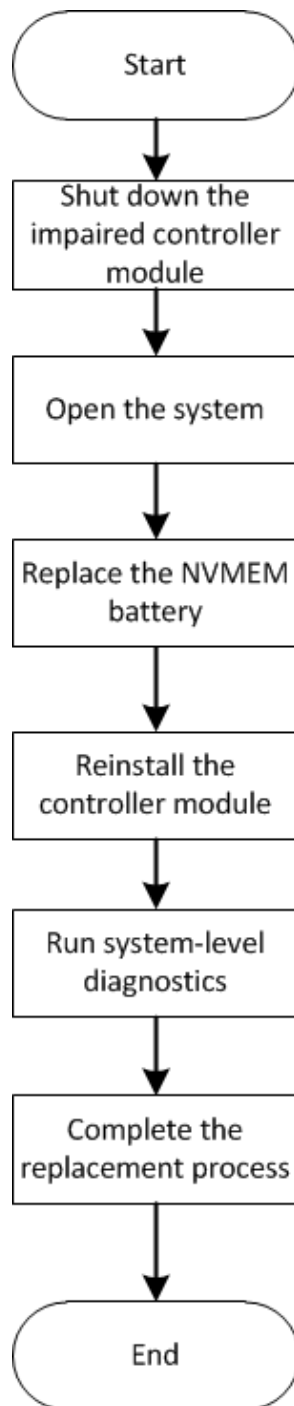 Start
Shut down the
impaired controller
module
Open the system
Replace the NVMEM
battery
Reinstall the
controller module
Run system-level
diagnostics
Complete the
replacement process
End